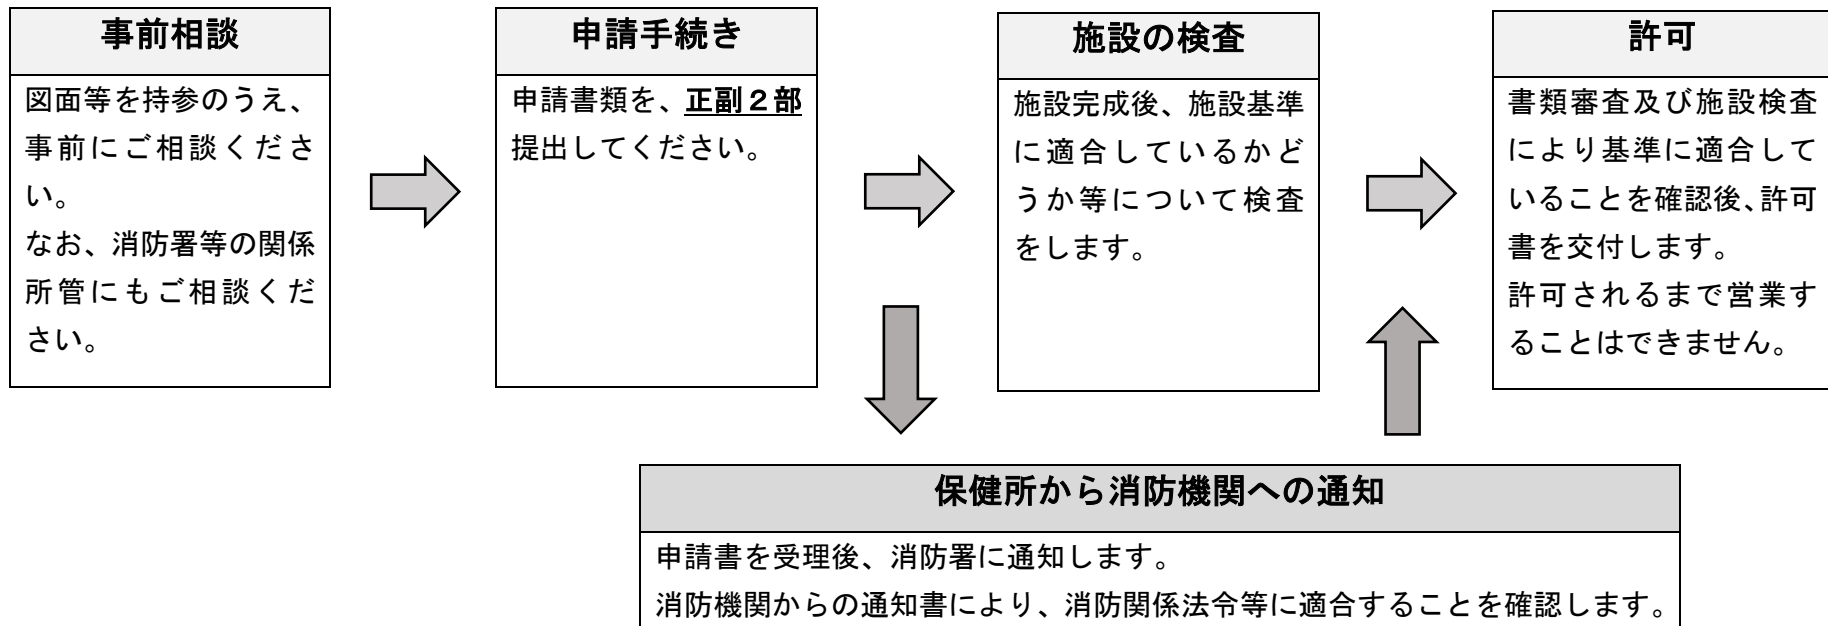 事前相談
図面等を持参のうえ、
事前にご相談くださ
い。
なお、消防署等の関係
所管にもご相談くだ
さい。
申請手続き
申請書類を、正副２部
提出してください。
施設の検査
施設完成後、施設基準
に適合しているかど
うか等について検査
をします。
許可
書類審査及び施設検査
により基準に適合して
いることを確認後、許可
書を交付します。
許可されるまで営業す
ることはできません。
保健所から消防機関への通知
申請書を受理後、消防署に通知します。
消防機関からの通知書により、消防関係法令等に適合することを確認します。